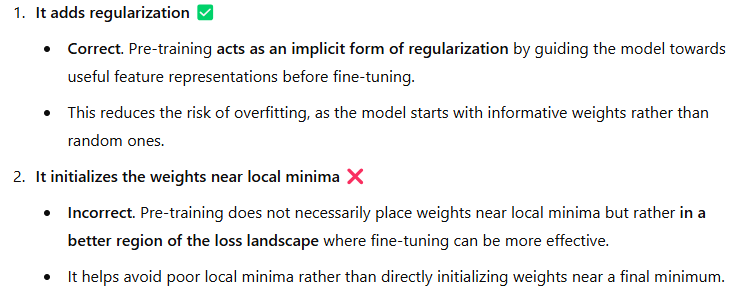 1. It adds regularization ✅
• Correct. Pre-training acts as an implicit form of regularization by guiding the model towards
useful feature representations before fine-tuning.
• This reduces the risk of overfitting, as the model starts with informative weights rather than
random ones.
2. It initializes the weights near local minima ❌
• Incorrect. Pre-training does not necessarily place weights near local minima but rather in a
better region of the loss landscape where fine-tuning can be more effective.
• It helps avoid poor local minima rather than directly initializing weights near a final minimum.